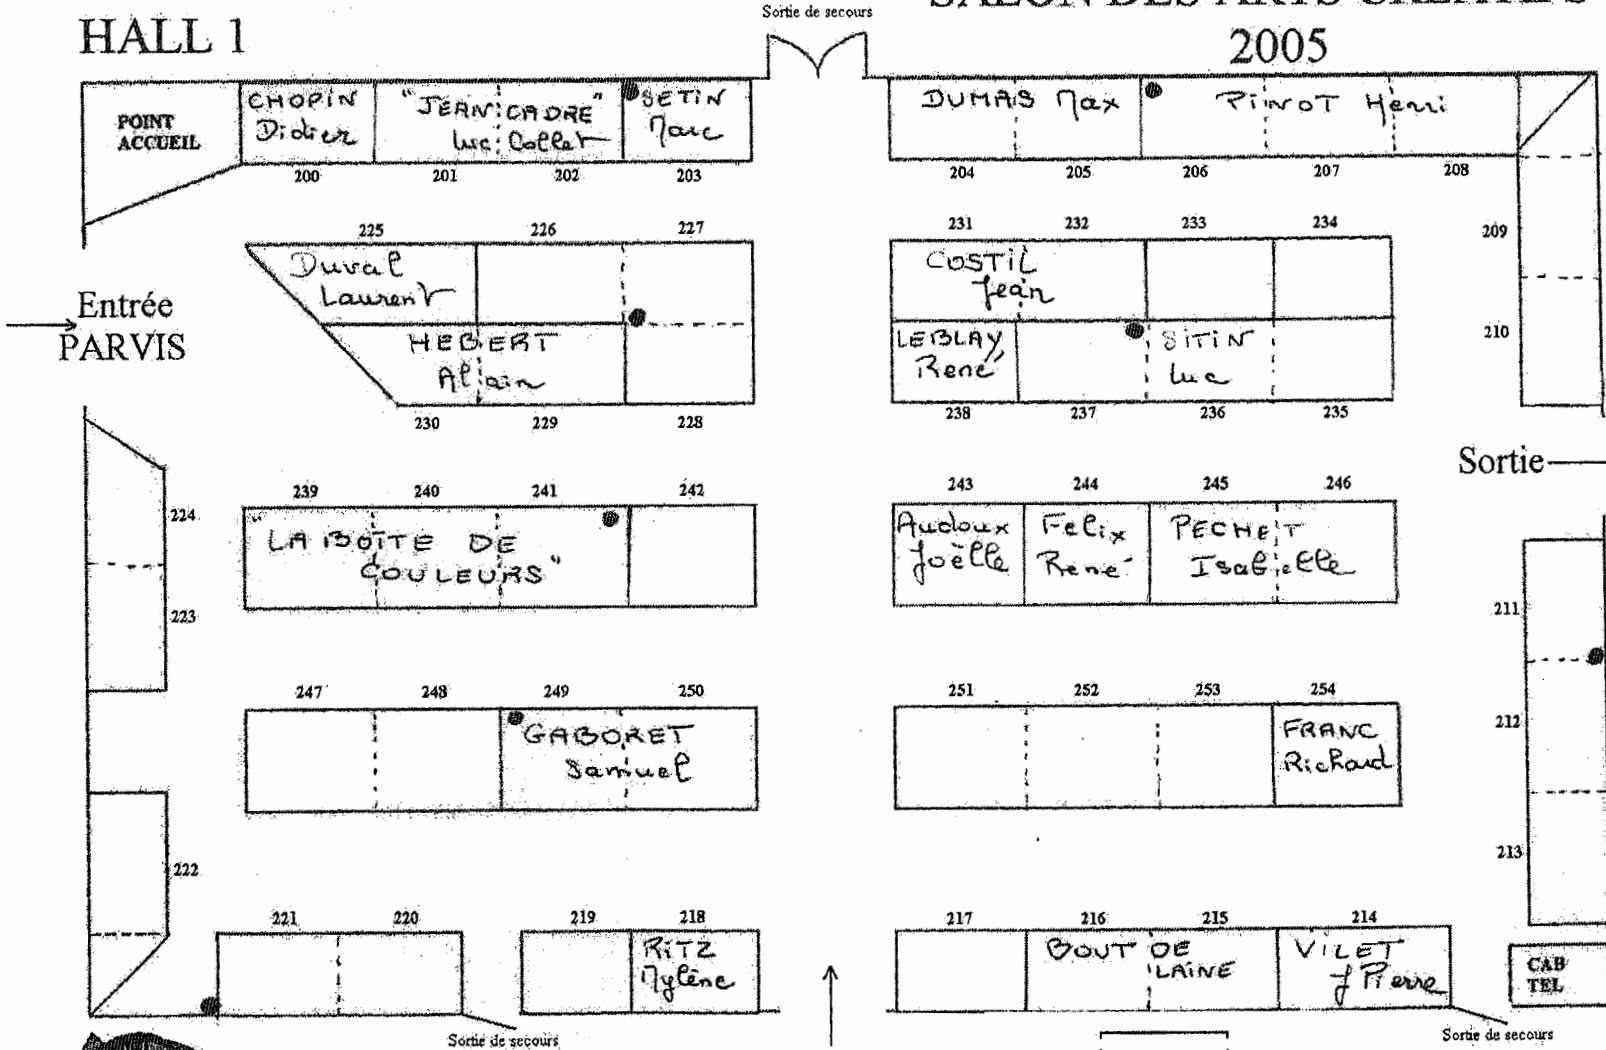 Sortie de secours
SALON DES ARTS CREATIFS
HALL 1
2005
POINT
ACCUEIL
CHOPIN
Didier
"JEAN CADRE"
Luc Collet
SETIN
Marc
DUMAS Max
PINOT Henri
200 201 202 203 204 205 206 207 208
225 226 227 231 232 233 234
209
Duval
Laurent
COSTIL
Jean
Entrée
PARVIS
HEBERT
Alain
LEBLAY
René
SITIN
Luc
210
230 229 228 238 237 236 235
Sortie
239 240 241 242 243 244 245 246
224
"LA BOÎTE DE
COULEURS"
Audoux
Joëlle
Felix
René
PECHET
Isabelle
223
211
247 248 249 250 251 252 253 254
GABORET
Samuel
FRANC
Richard
212
222
213
221 220 219 218 217 216 215 214
RITZ
Mylène
BOUT DE
LAINE
VILET
J Pierre
CAB
TEL
Sortie de secours
Sortie de secours